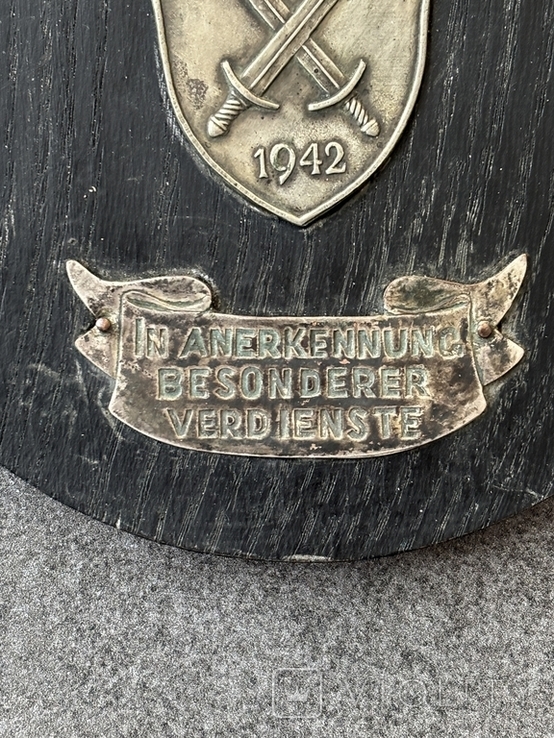 1942
IN ANERKENNUNG
BESONDERER
VERDIENSTE